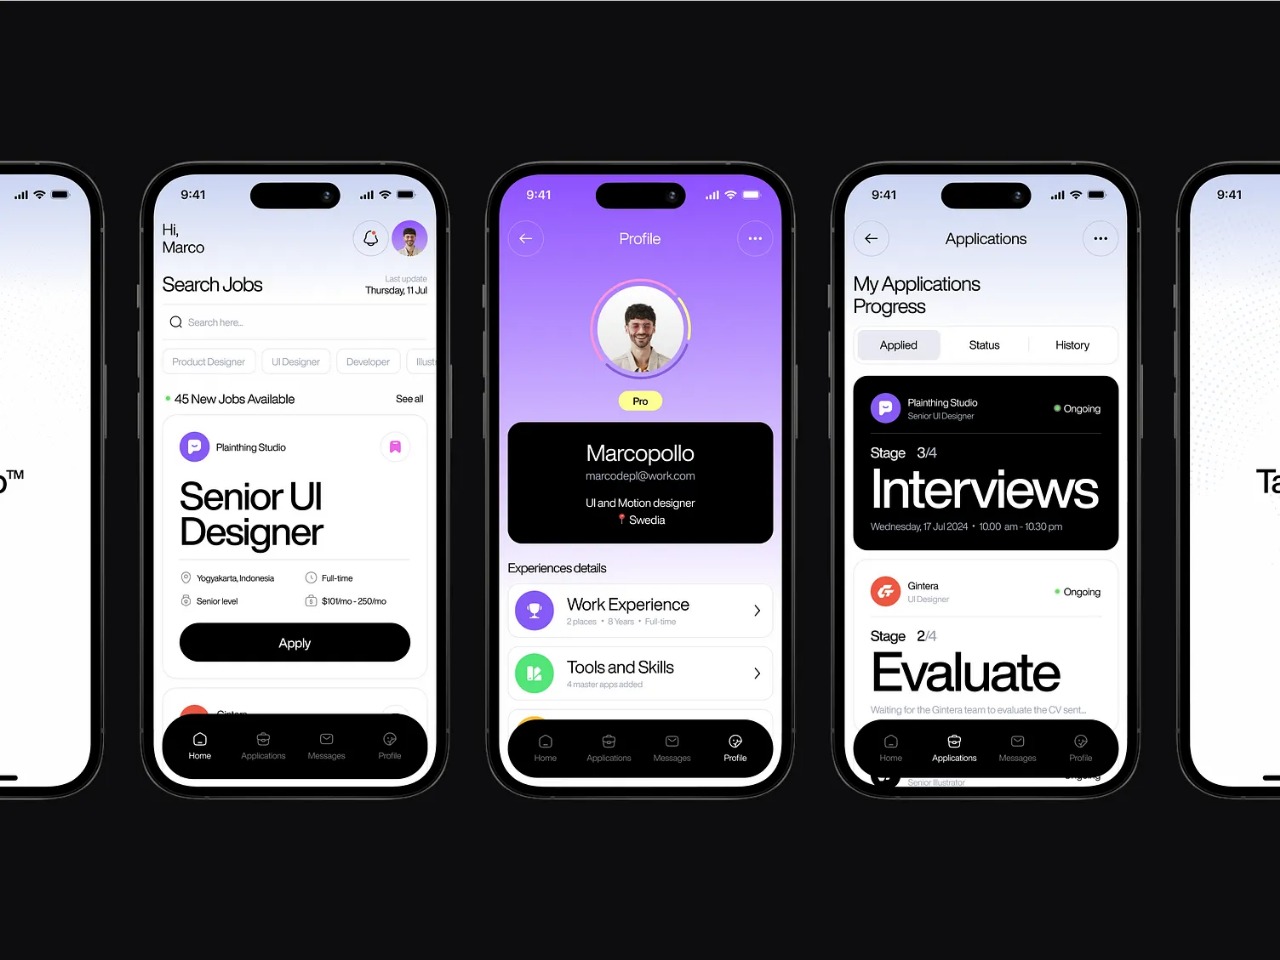 9:41
Hi,
Marco
Search Jobs
Last update
Thursday, 11 Jul
Search here...
Product Designer
UI Designer
Developer
45 New Jobs Available
See all
Plainthing Studio
Senior UI
Designer
Yogyakarta, Indonesia
Full-time
Senior level
$101/mo - 250/mo
Apply
Home
Applications
Messages
Profile
9:41
Profile
Pro
Marcopollo
marcodepl@work.com
UI and Motion designer
Swedia
Experiences details
Work Experience
2 places • 8 Years • Full-time
Tools and Skills
4 master apps added
Home
Applications
Messages
Profile
9:41
Applications
My Applications
Progress
Applied
Status
History
Plainthing Studio
Senior UI Designer
Ongoing
Stage 3/4
Interviews
Wednesday, 17 Jul 2024 • 10.00 am - 10.30 pm
Gintera
UI Designer
Ongoing
Stage 2/4
Evaluate
Waiting for the Gintera team to evaluate the CV sent...
Home
Applications
Messages
Profile
Senior Illustrator
9:41